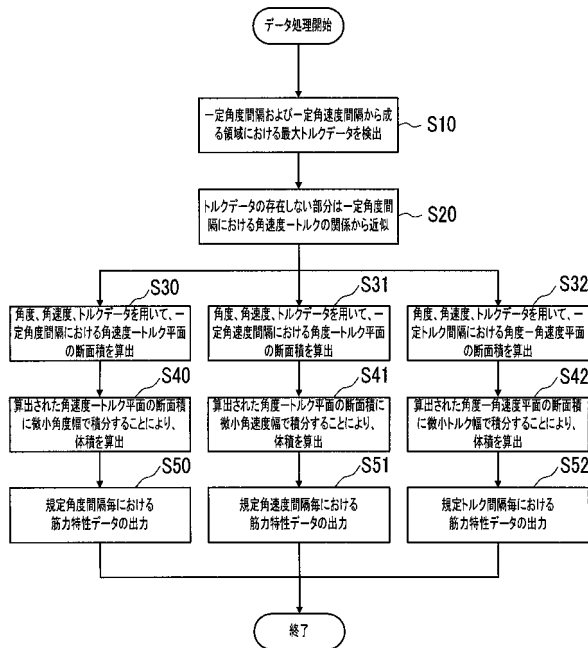 データ処理開始
一定角度間隔および一定角速度間隔から成
る領域における最大トルクデータを検出
S10
トルクデータの存在しない部分は一定角度間
隔における角速度ートルクの関係から近似
S20
S30
角度、角速度、トルクデータを用いて、一
定角度間隔における角速度ートルク平面
の断面積を算出
S31
角度、角速度、トルクデータを用いて、一
定角速度間隔における角度ートルク平面
の断面積を算出
S32
角度、角速度、トルクデータを用いて、一
定トルク間隔における角度ー角速度平面
の断面積を算出
S40
算出された角速度ートルク平面の断面積
に微小角度幅で積分することにより、
体積を算出
S41
算出された角度ートルク平面の断面積に
微小角速度幅で積分することにより、
体積を算出
S42
算出された角度ー角速度平面の断面積
に微小トルク幅で積分することにより、
体積を算出
S50
規定角度間隔毎における
筋力特性データの出力
S51
規定角速度間隔毎における
筋力特性データの出力
S52
規定トルク間隔毎における
筋力特性データの出力
終了